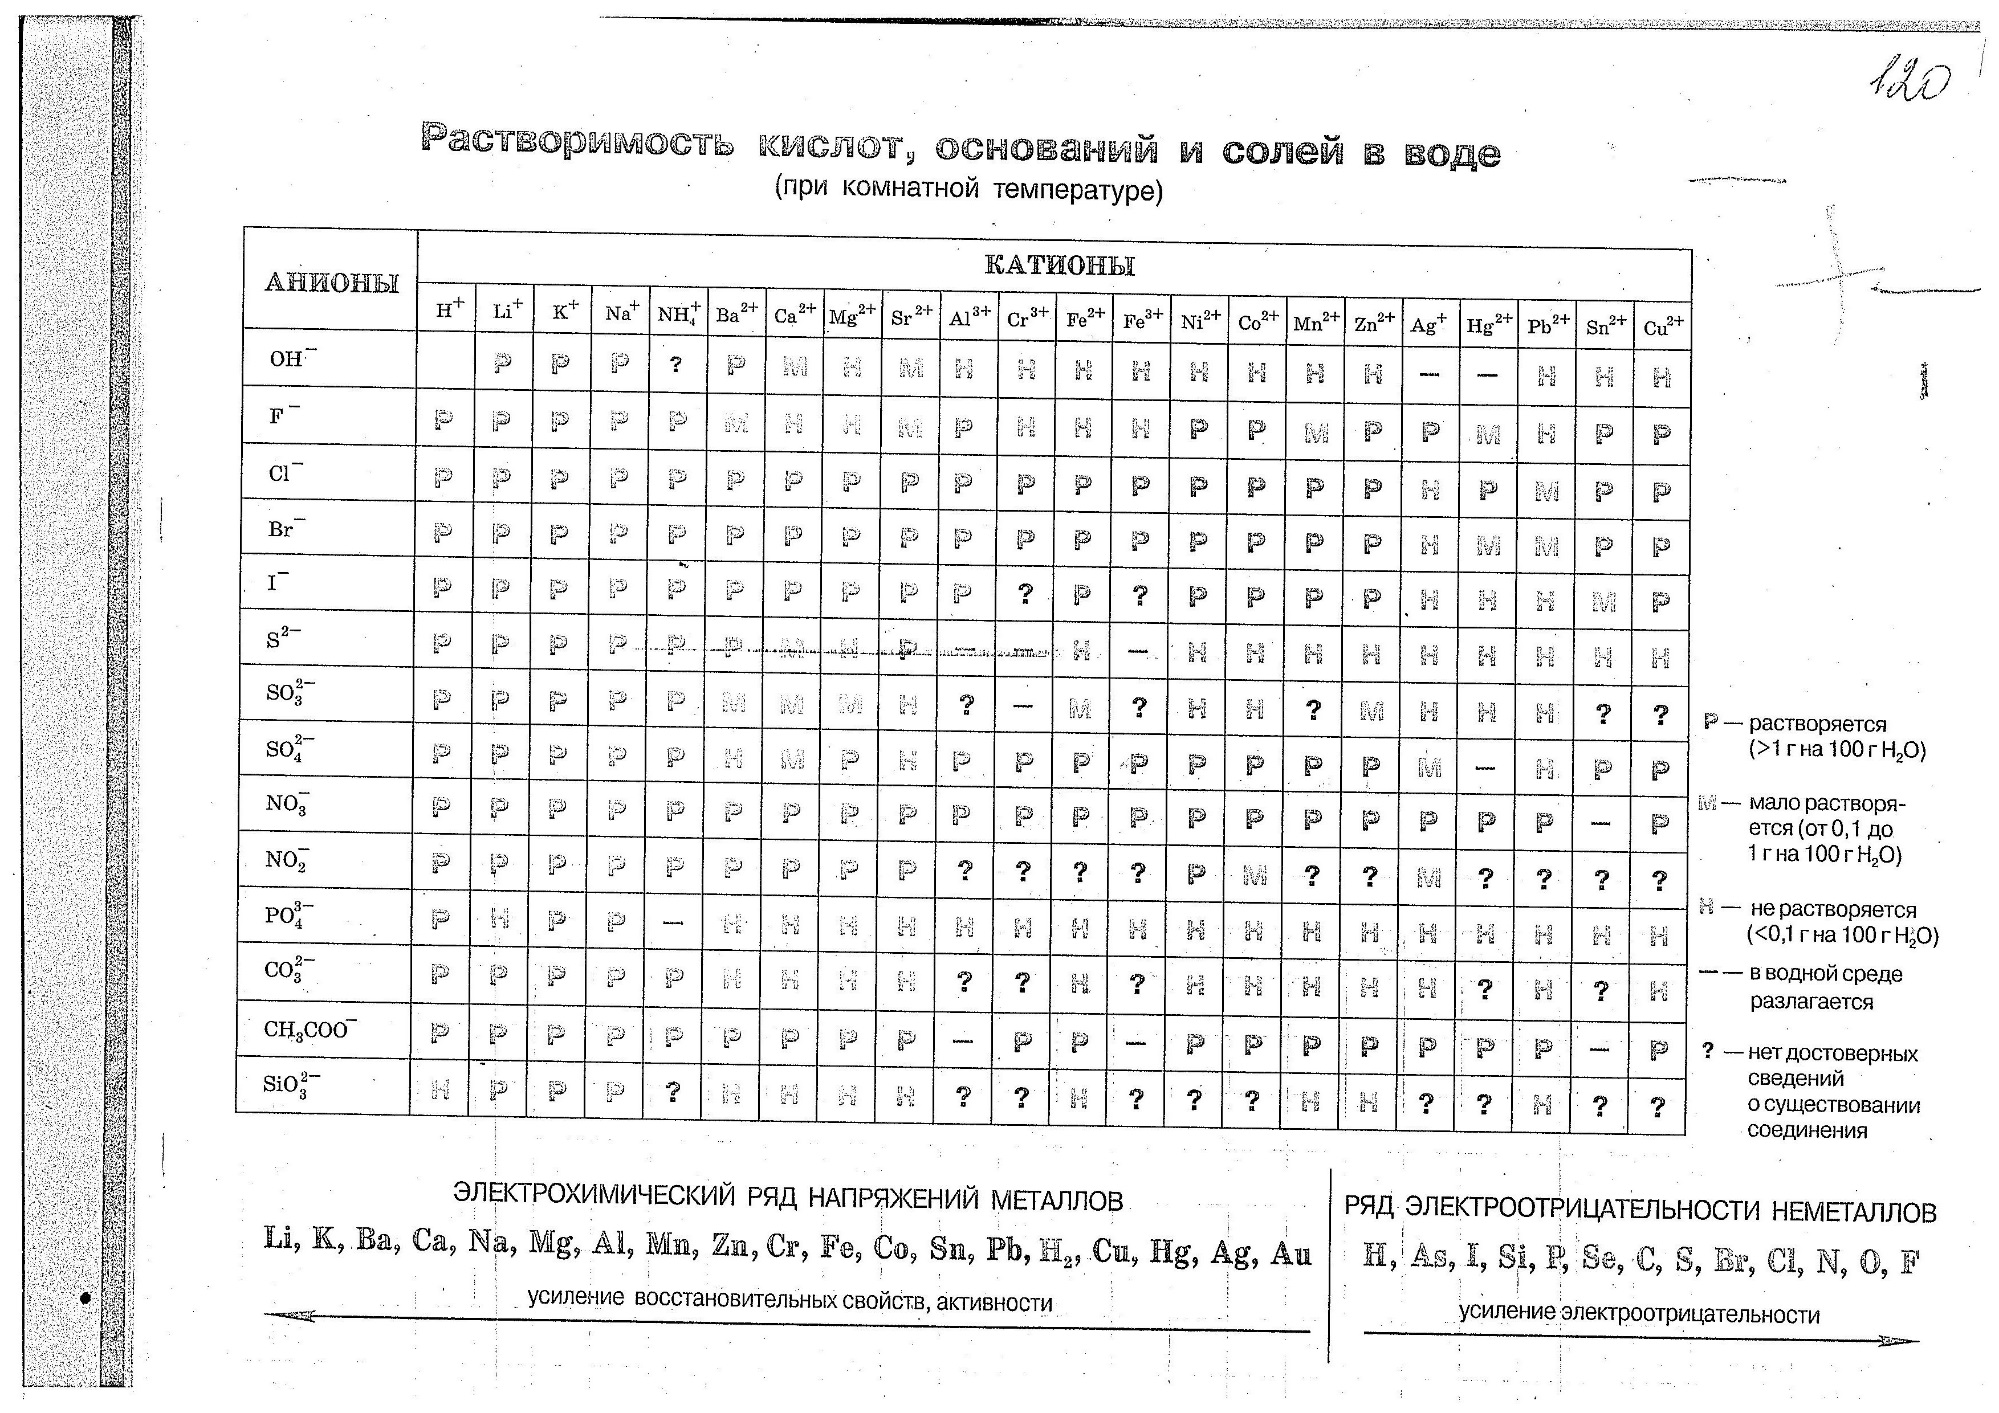 120
Растворимость кислот, оснований и солей в воде
(при комнатной температуре)
АНИОНЫ КАТИОНЫ
H⁺ Li⁺ K⁺ Na⁺ NH₄⁺ Ba²⁺ Ca²⁺ Mg²⁺ Sr²⁺ Al³⁺ Cr³⁺ Fe²⁺ Fe³⁺ Ni²⁺ Co²⁺ Mn²⁺ Zn²⁺ Ag⁺ Hg²⁺ Pb²⁺ Sn²⁺ Cu²⁺
OH⁻ Р Р Р ? Р М Н М Н Н Н Н Н Н Н Н — — Н Н Н
F⁻ Р Р Р Р Р М Н Н М Р Н Н Н Р Р М Р Р М Н Р Р
Cl⁻ Р Р Р Р Р Р Р Р Р Р Р Р Р Р Р Р Р Н Р М Р Р
Br⁻ Р Р Р Р Р Р Р Р Р Р Р Р Р Р Р Р Р Н М М Р Р
I⁻ Р Р Р Р Р Р Р Р Р Р ? Р ? Р Р Р Р Н Н Н М Р
S²⁻ Р Р Р Р Р Р М Н Р — — Н — Н Н Н Н Н Н Н Н Н
SO₃²⁻ Р Р Р Р Р М М М Н ? — М ? Н Н ? М Н Н Н ? ?
SO₄²⁻ Р Р Р Р Р Н М Р Н Р Р Р Р Р Р Р Р М — Н Р Р
NO₃⁻ Р Р Р Р Р Р Р Р Р Р Р Р Р Р Р Р Р Р Р Р — Р
NO₂⁻ Р Р Р Р Р Р Р Р Р ? ? ? ? Р М ? ? М ? ? ? ?
PO₄³⁻ Р Н Р Р — Н Н Н Н Н Н Н Н Н Н Н Н Н Н Н Н Н
CO₃²⁻ Р Р Р Р Р Н Н Н Н ? ? Н ? Н Н Н Н Н ? Н ? Н
CH₃COO⁻ Р Р Р Р Р Р Р Р Р — Р Р — Р Р Р Р Р Р Р — Р
SiO₃²⁻ Н Р Р Р ? Н Н Н Н ? ? Н ? ? ? Н Н ? ? Н ? ?
Р — растворяется
(>1 г на 100 г H₂O)
М — мало растворя-
ется (от 0,1 до
1 г на 100 г H₂O)
Н — не растворяется
(<0,1 г на 100 г H₂O)
— — в водной среде
разлагается
? — нет достоверных
сведений
о существовании
соединения
ЭЛЕКТРОХИМИЧЕСКИЙ РЯД НАПРЯЖЕНИЙ МЕТАЛЛОВ
Li, K, Ba, Ca, Na, Mg, Al, Mn, Zn, Cr, Fe, Co, Sn, Pb, H₂, Cu, Hg, Ag, Au
усиление восстановительных свойств, активности
РЯД ЭЛЕКТРООТРИЦАТЕЛЬНОСТИ НЕМЕТАЛЛОВ
H, As, I, Si, P, Se, C, S, Br, Cl, N, O, F
усиление электроотрицательности